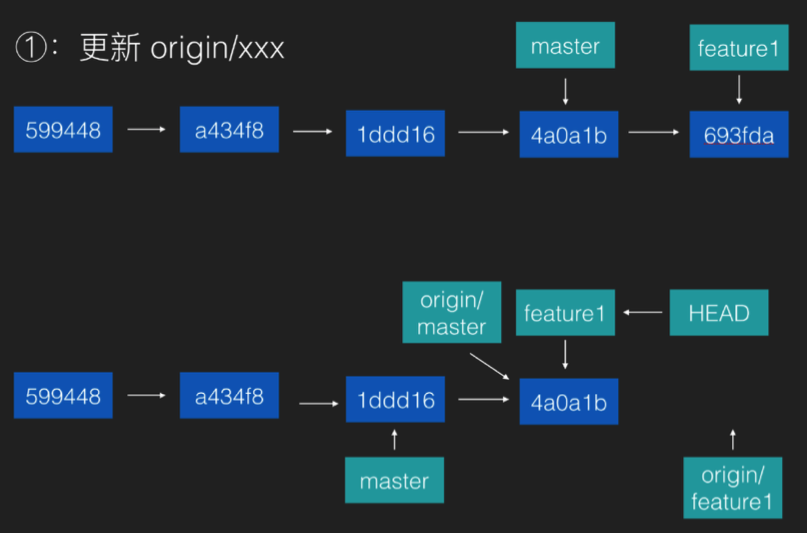 ①： 更新 origin/xxx
master
feature1
599448
a434f8
1ddd16
4a0a1b
693fda
origin/
master
feature1
HEAD
599448
a434f8
1ddd16
4a0a1b
master
origin/
feature1